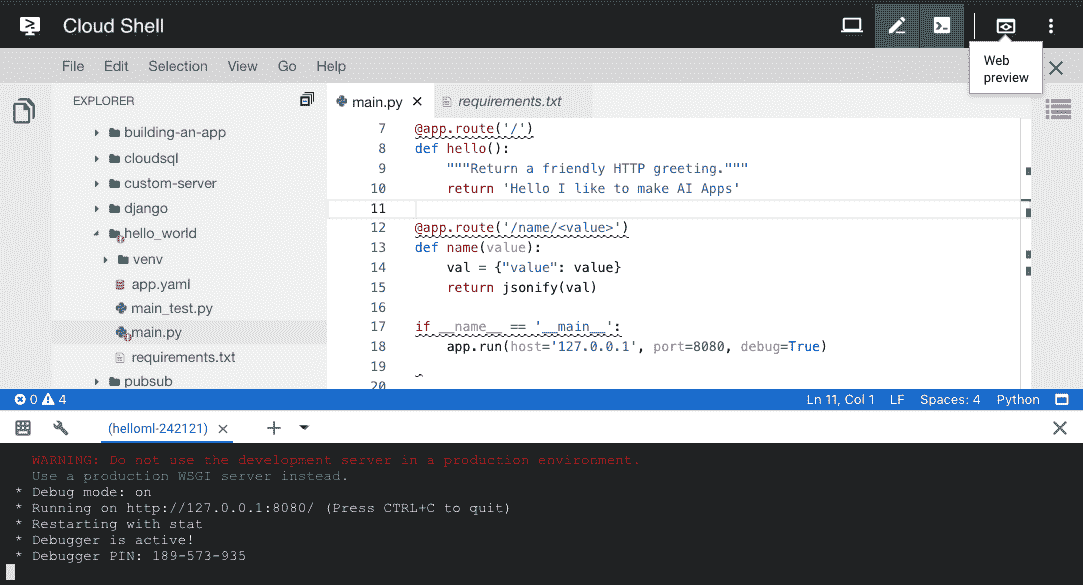 Cloud Shell
Web
preview
File Edit Selection View Go Help
EXPLORER
building-an-app
cloudsql
custom-server
django
hello_world
venv
app.yaml
main_test.py
main.py
requirements.txt
pubsub
main.py requirements.txt
7 @app.route('/')
8 def hello():
9 """Return a friendly HTTP greeting."""
10 return 'Hello I like to make AI Apps'
11
12 @app.route('/name/<value>')
13 def name(value):
14 val = {"value": value}
15 return jsonify(val)
16
17 if __name__ == '__main__':
18 app.run(host='127.0.0.1', port=8080, debug=True)
19
20
0 4 Ln 11, Col 1 LF Spaces: 4 Python
(helloml-242121)
WARNING: Do not use the development server in a production environment.
Use a production WSGI server instead.
* Debug mode: on
* Running on http://127.0.0.1:8080/ (Press CTRL+C to quit)
* Restarting with stat
* Debugger is active!
* Debugger PIN: 189-573-935